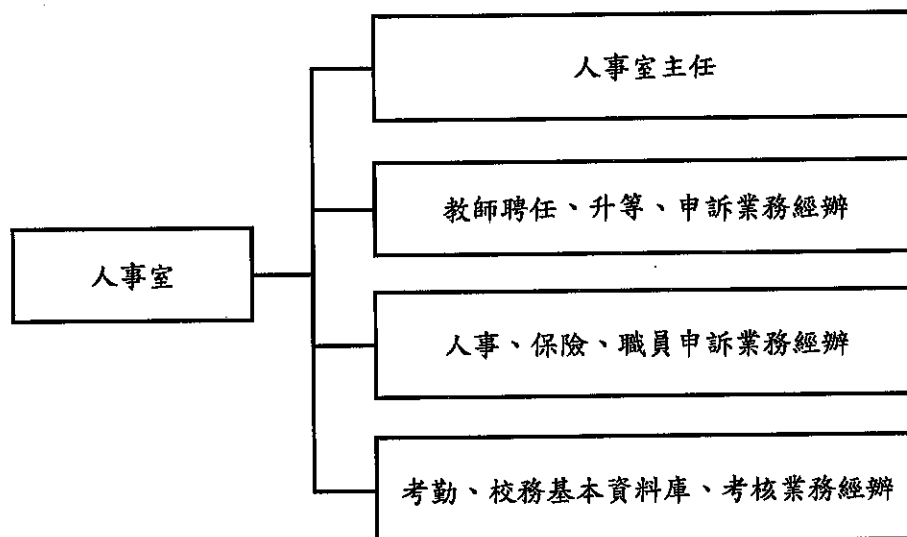 人事室主任
教師聘任、升等、申訴業務經辦
人事室
人事、保險、職員申訴業務經辦
考勤、校務基本資料庫、考核業務經辦